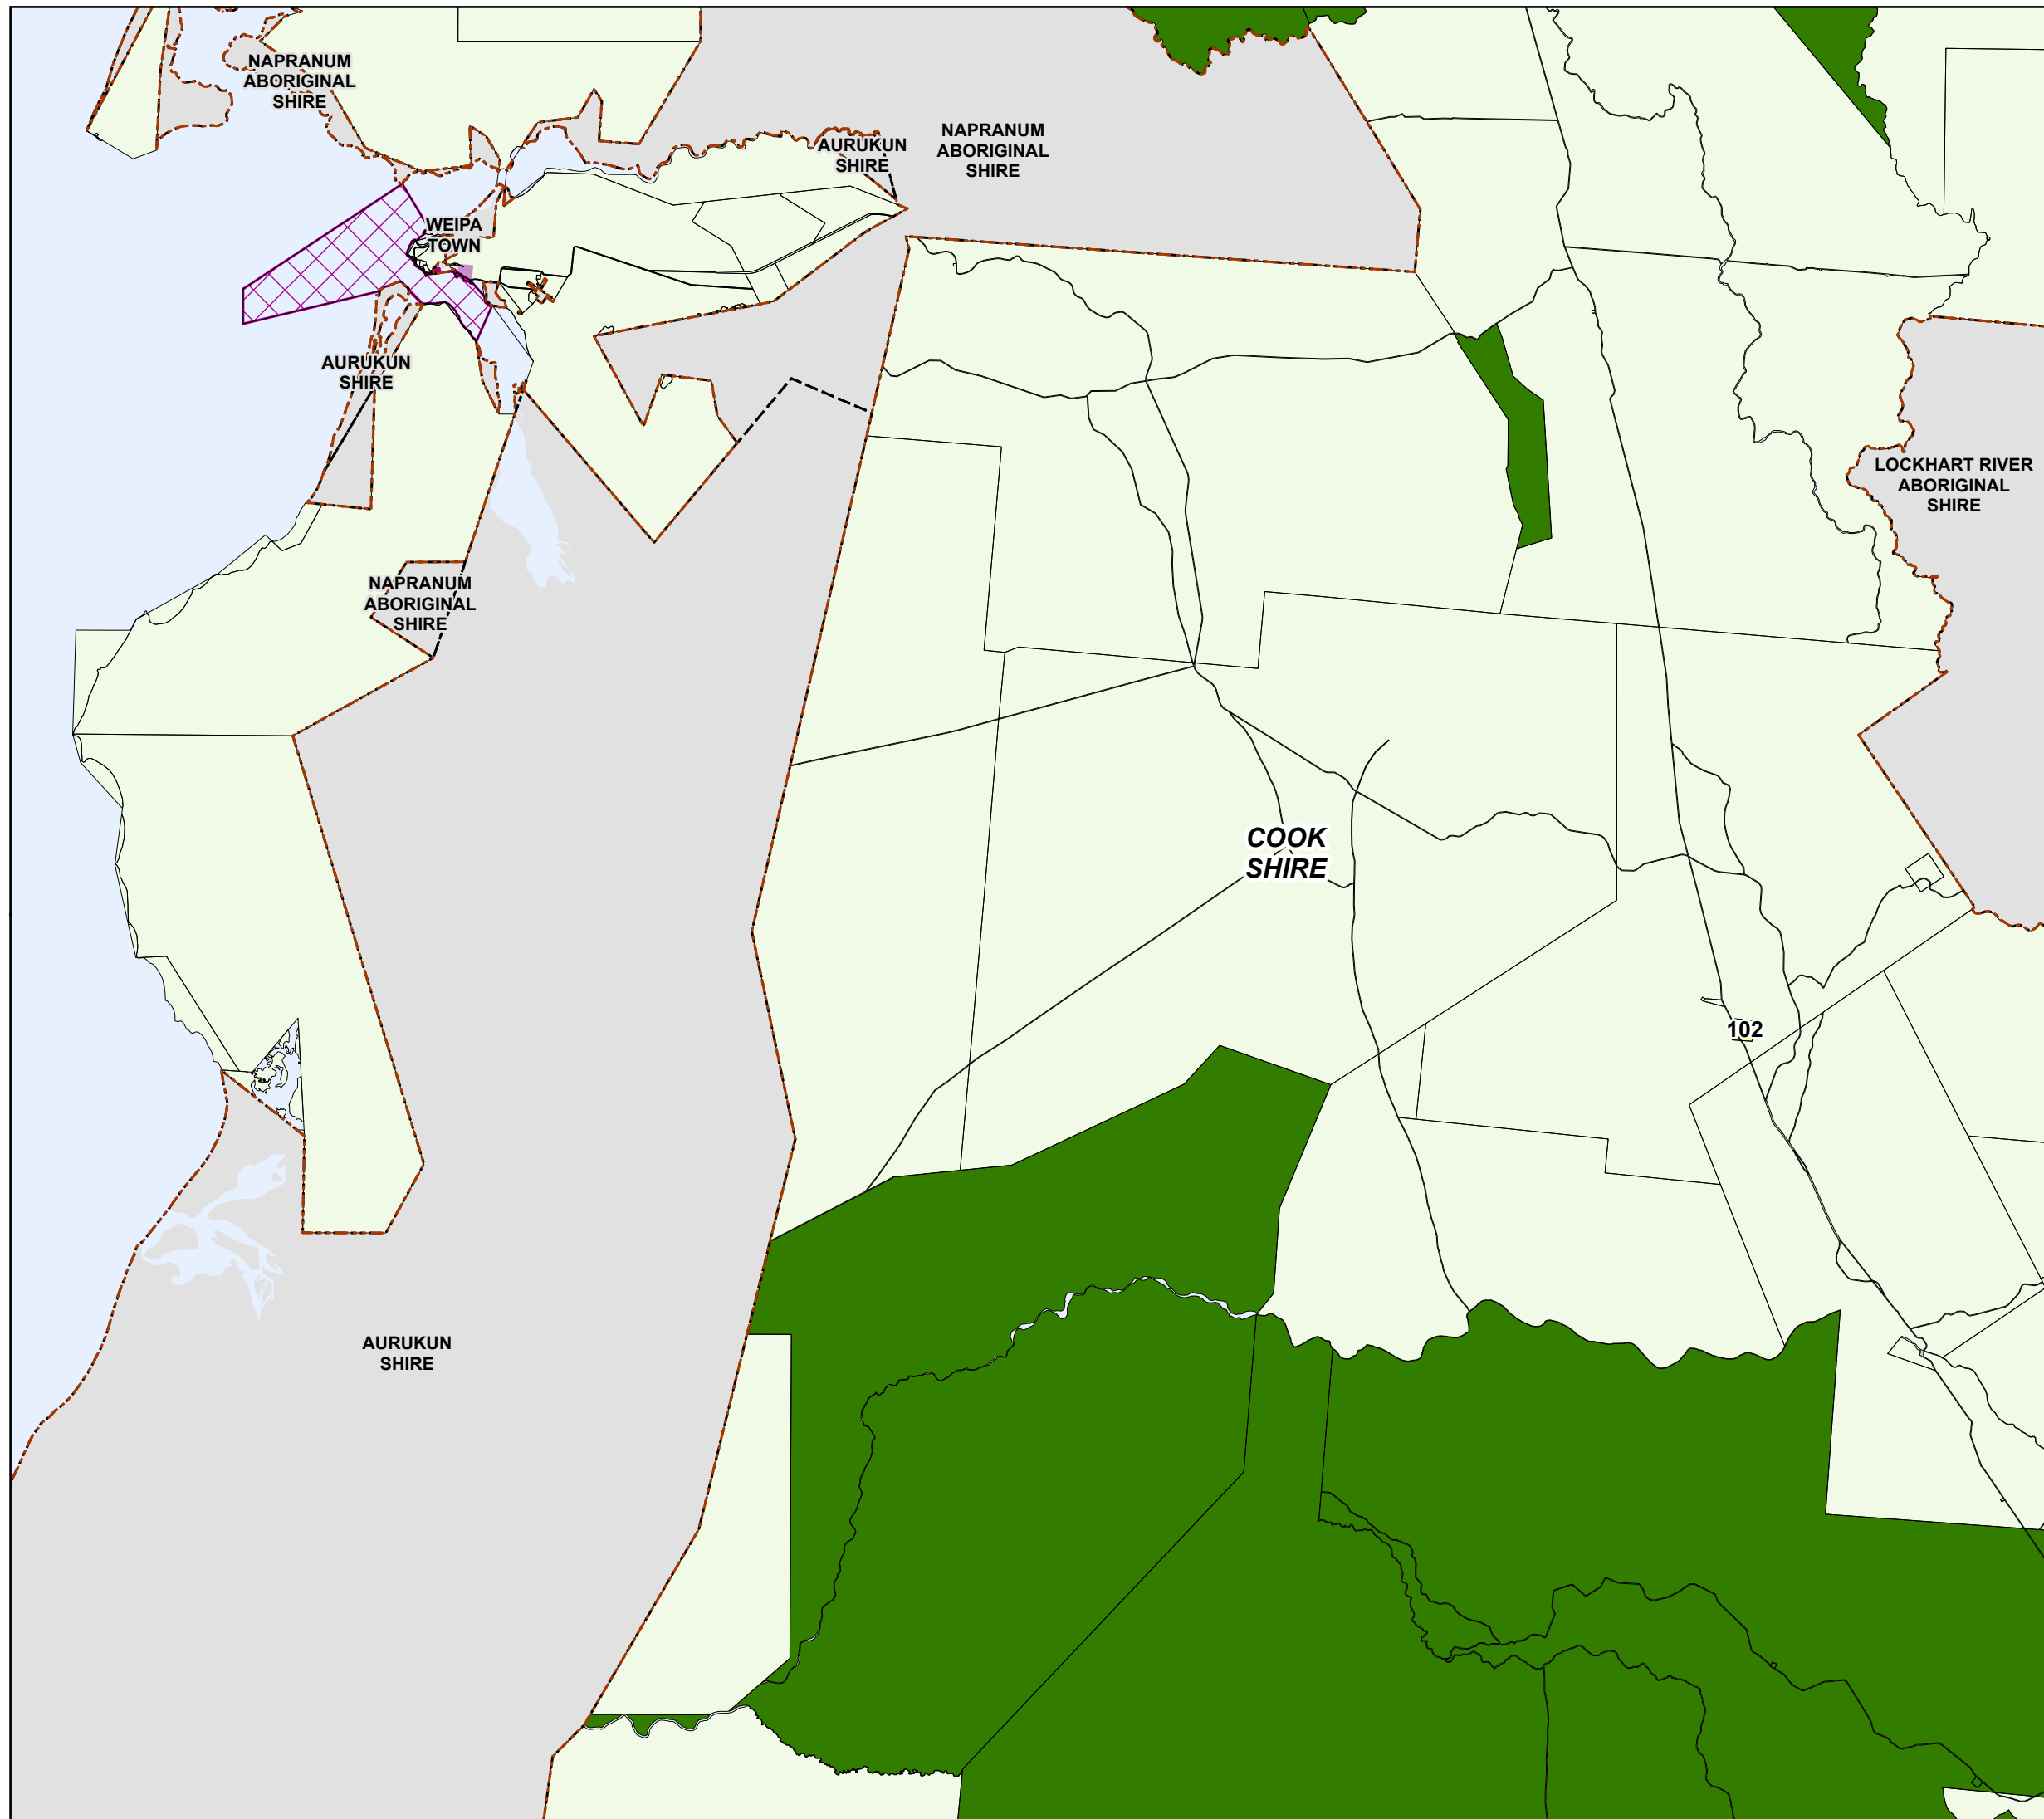 NAPRANUM
ABORIGINAL
SHIRE
AURUKUN
SHIRE
NAPRANUM
ABORIGINAL
SHIRE
WEIPA
TOWN
AURUKUN
SHIRE
LOCKHART RIVER
ABORIGINAL
SHIRE
NAPRANUM
ABORIGINAL
SHIRE
COOK
SHIRE
102
AURUKUN
SHIRE